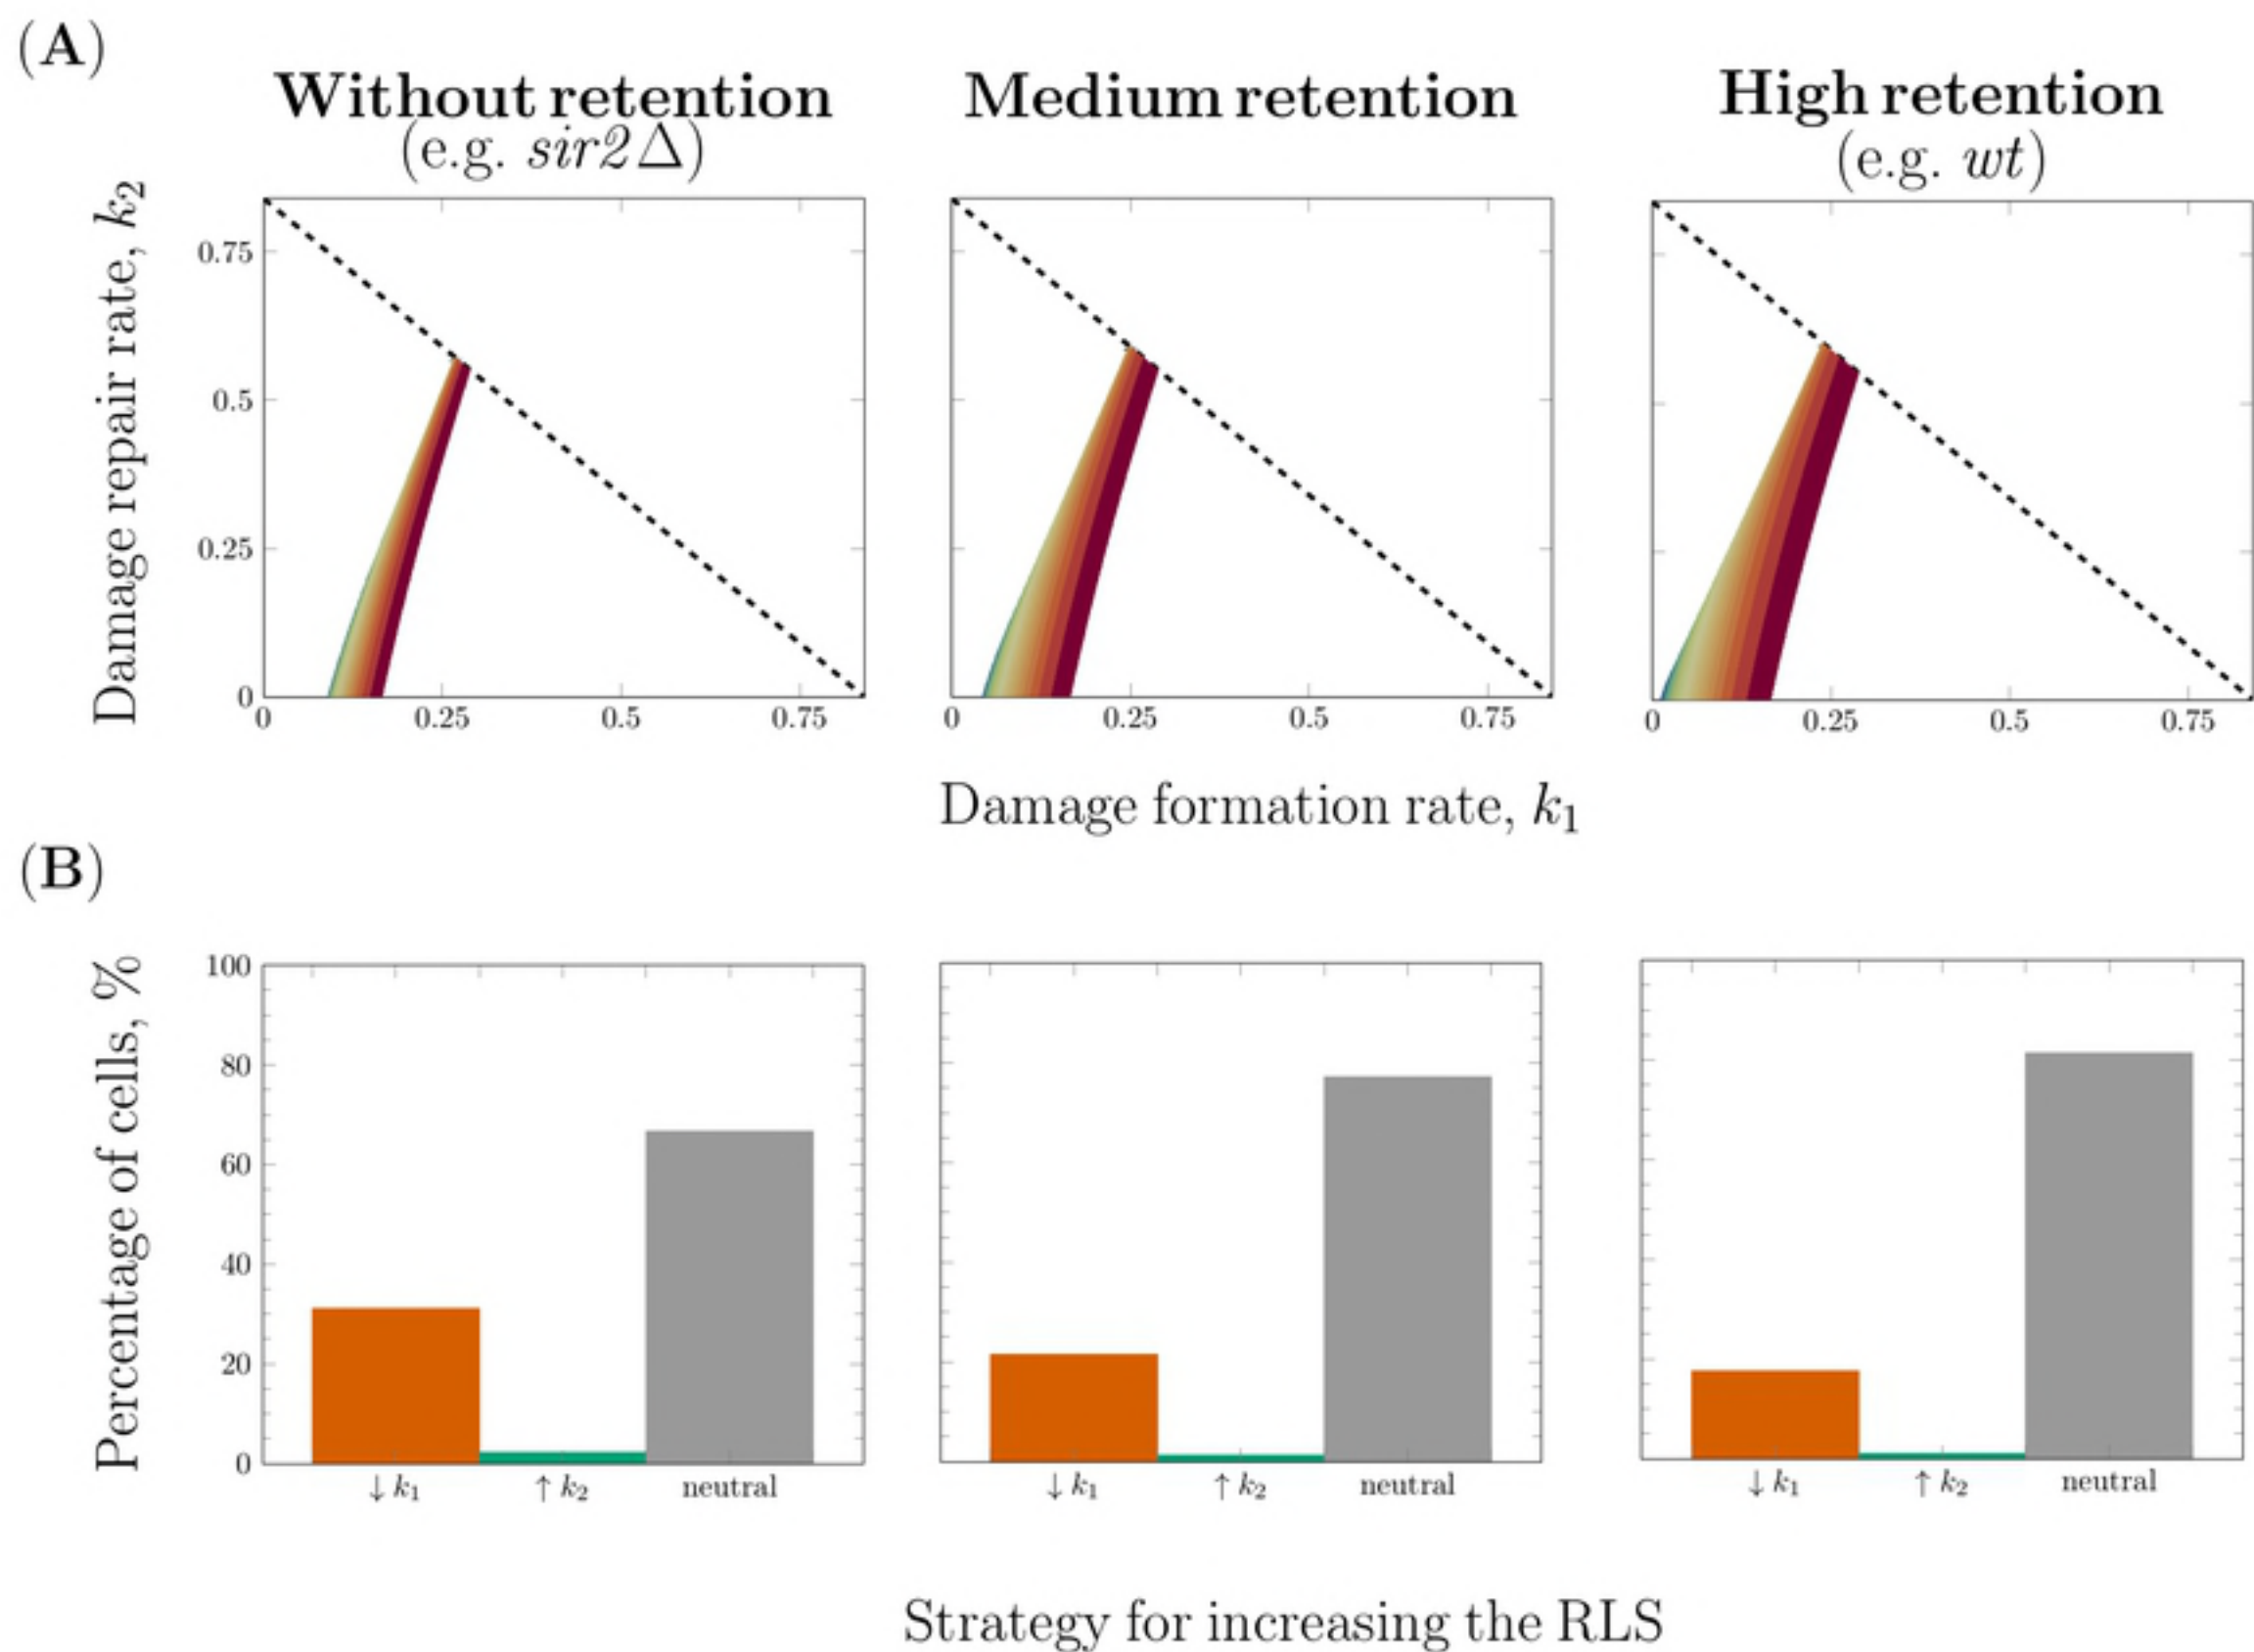 (A)
Without retention
(e.g. sir2Δ)
Medium retention
High retention
(e.g. wt)
Damage repair rate, k₂
0.75
0.5
0.25
0
0 0.25 0.5 0.75
0 0.25 0.5 0.75
0 0.25 0.5 0.75
Damage formation rate, k₁
(B)
Percentage of cells, %
100
80
60
40
20
0
↓ k₁ ↑ k₂ neutral
↓ k₁ ↑ k₂ neutral
↓ k₁ ↑ k₂ neutral
Strategy for increasing the RLS